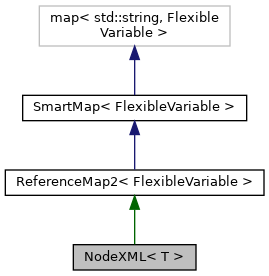 map< std::string, Flexible
Variable >
SmartMap< FlexibleVariable >
ReferenceMap2< FlexibleVariable >
NodeXML< T >